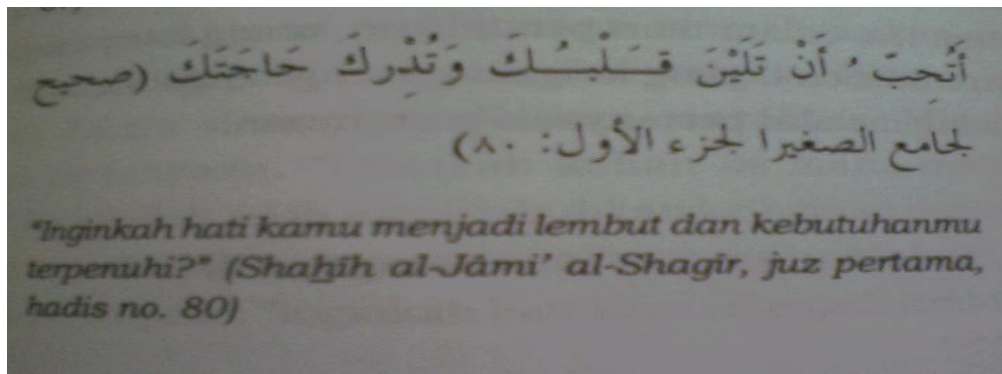 أَتُحِبّ ُ أَنْ تَلَيْنَ قَلْبُكَ وَتُدْرِكَ حَاجَتَكَ (صحيح
لجامع الصغيرا لجزء الأول: ٨٠)
"Inginkah hati kamu menjadi lembut dan kebutuhanmu
terpenuhi?" (Shahîh al-Jâmi' al-Shagîr, juz pertama,
hadis no. 80)